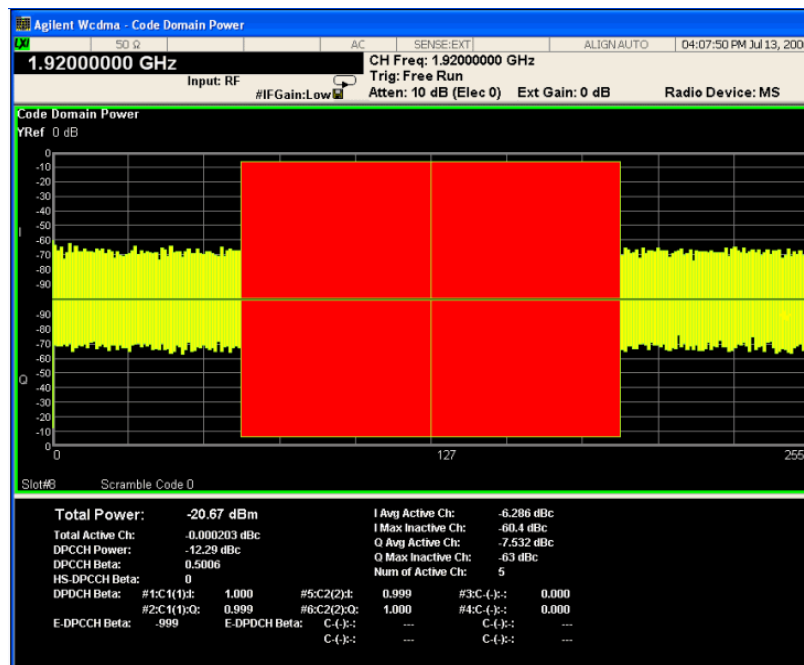 Agilent Wcdma - Code Domain Power
LXI 50 Ω AC SENSE:EXT ALIGN AUTO 04:07:50 PM Jul 13, 200
1.92000000 GHz CH Freq: 1.92000000 GHz
Input: RF Trig: Free Run
#IFGain:Low Atten: 10 dB (Elec 0) Ext Gain: 0 dB Radio Device: MS
Code Domain Power
YRef 0 dB
0
-10
-20
-30
-40
-50
I
-60
-70
-80
-90
-90
-80
-70
-60
Q -50
-40
-30
-20
-10
0
0 127 255
Slot#8 Scramble Code 0
Total Power: -20.67 dBm I Avg Active Ch: -6.286 dBc
I Max Inactive Ch: -60.4 dBc
Total Active Ch: -0.000203 dBc Q Avg Active Ch: -7.532 dBc
DPCCH Power: -12.29 dBc Q Max Inactive Ch: -63 dBc
DPCCH Beta: 0.5006 Num of Active Ch: 5
HS-DPCCH Beta: 0
DPDCH Beta: #1:C1(1):I: 1.000 #5:C2(2):I: 0.999 #3:C-(-):-: 0.000
#2:C1(1):Q: 0.999 #6:C2(2):Q: 1.000 #4:C-(-):-: 0.000
E-DPCCH Beta: -999 E-DPDCH Beta: C-(-):-: --- C-(-):-: ---
C-(-):-: --- C-(-):-: ---